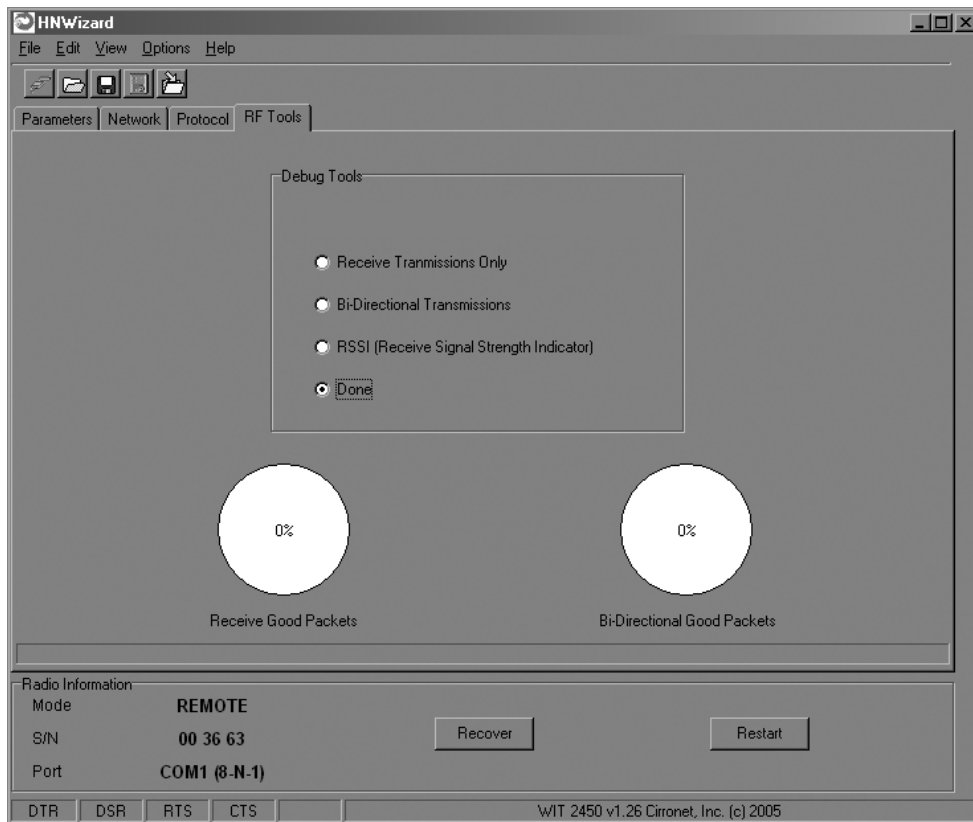 HNWizard
File Edit View Options Help
Parameters Network Protocol RF Tools
Debug Tools
Receive Tranmissions Only
Bi-Directional Transmissions
RSSI (Receive Signal Strength Indicator)
Done
0% 0%
Receive Good Packets Bi-Directional Good Packets
Radio Information
Mode REMOTE
S/N 00 36 63 Recover Restart
Port COM1 (8-N-1)
DTR DSR RTS CTS WIT 2450 v1.26 Cirronet, Inc. (c) 2005